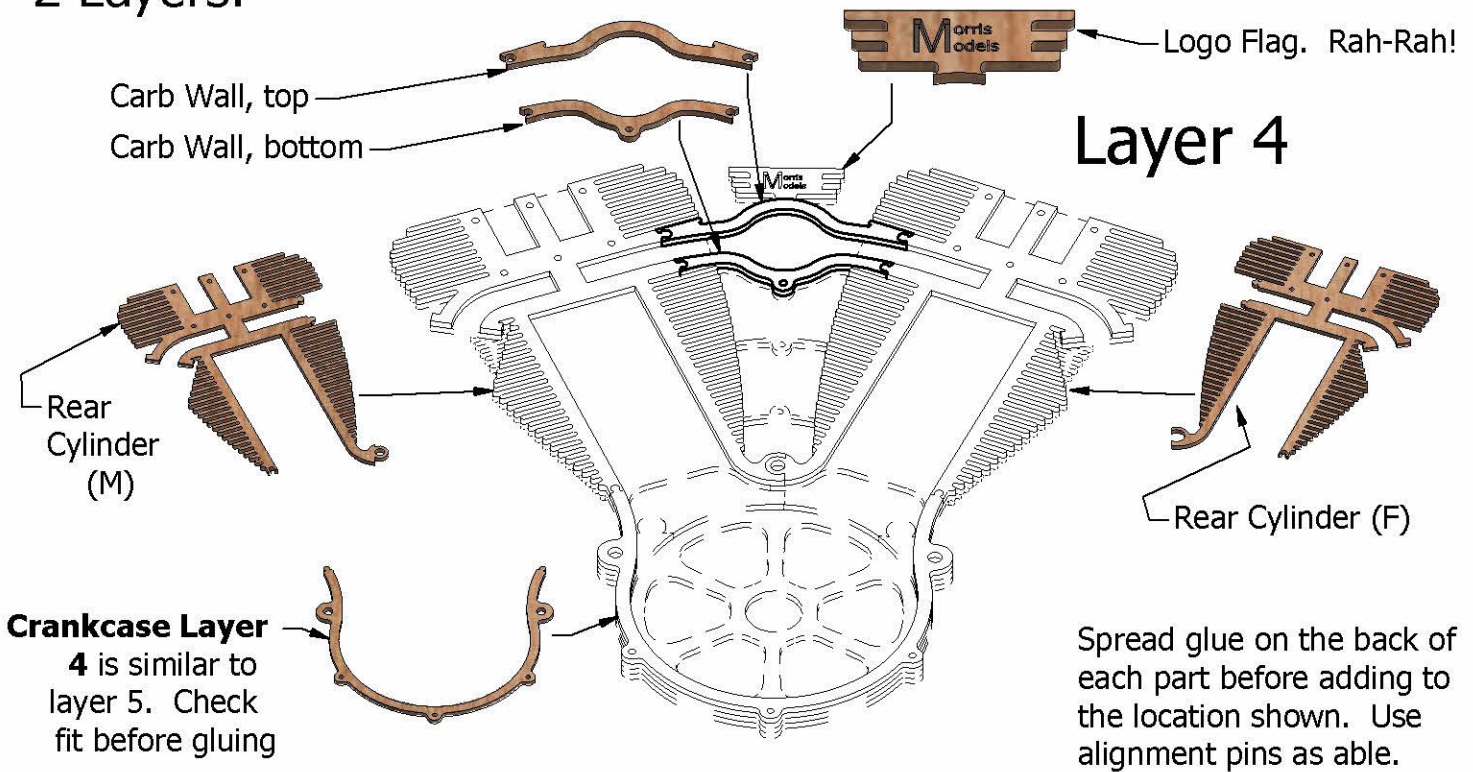 2 Layers.
Morris
Models
Logo Flag.  Rah-Rah!
Carb Wall, top
Carb Wall, bottom
Layer 4
Morris
Models
Rear
Cylinder
(M)
Rear Cylinder (F)
Crankcase Layer
4 is similar to
layer 5.  Check
fit before gluing
Spread glue on the back of
each part before adding to
the location shown.  Use
alignment pins as able.